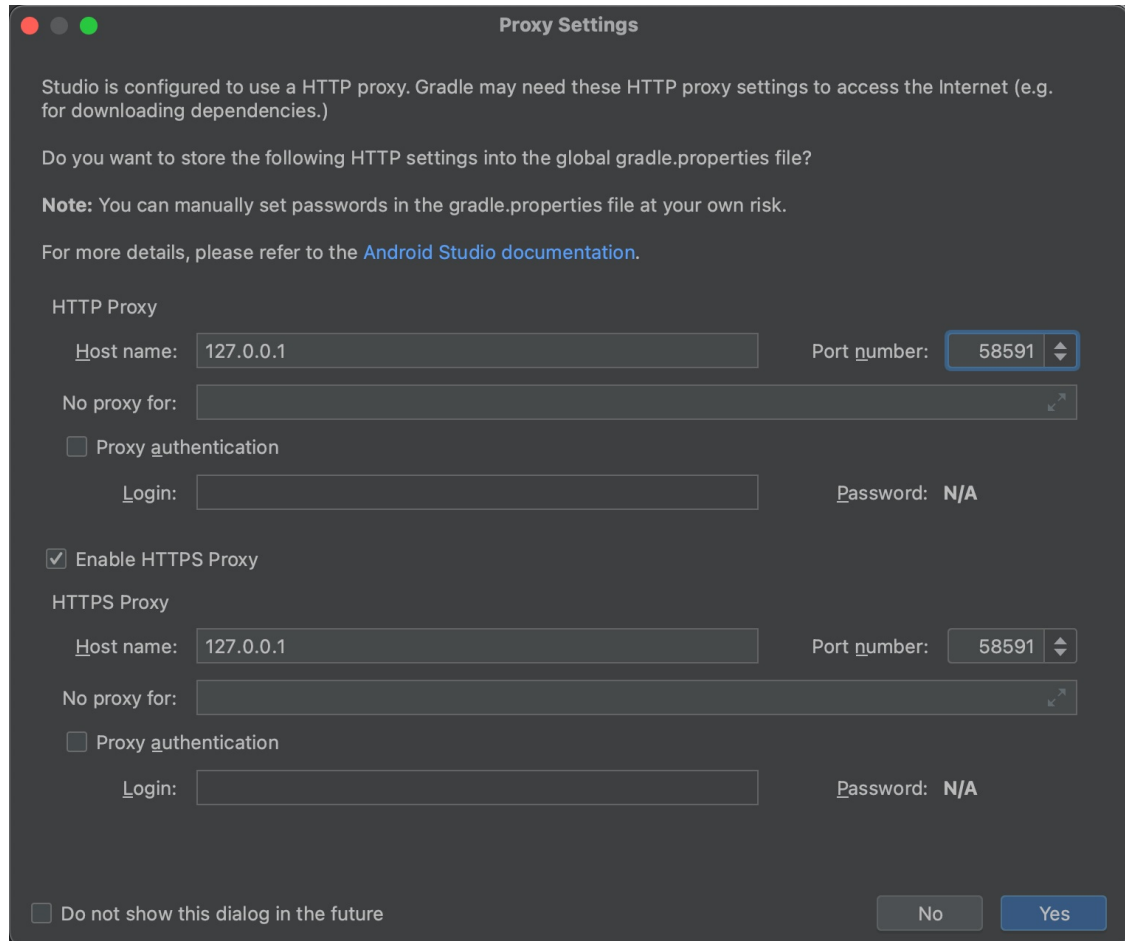 Proxy Settings
Studio is configured to use a HTTP proxy. Gradle may need these HTTP proxy settings to access the Internet (e.g.
for downloading dependencies.)
Do you want to store the following HTTP settings into the global gradle.properties file?
Note: You can manually set passwords in the gradle.properties file at your own risk.
For more details, please refer to the Android Studio documentation.
HTTP Proxy
Host name: 127.0.0.1 Port number: 58591
No proxy for:
Proxy authentication
Login: Password: N/A
Enable HTTPS Proxy
HTTPS Proxy
Host name: 127.0.0.1 Port number: 58591
No proxy for:
Proxy authentication
Login: Password: N/A
Do not show this dialog in the future No Yes